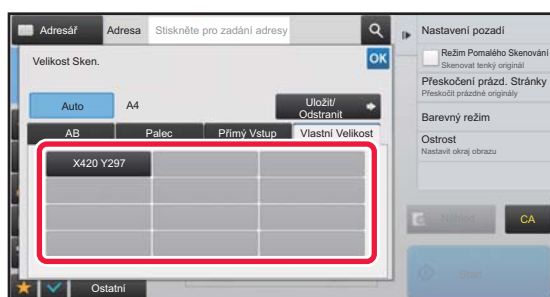 Adresář
Adresa
Stiskněte pro zadání adresy
Nastavení pozadí
Režim Pomalého Skenování
Skenovat tenký originál
Přeskočení prázd. Stránky
Přeskočit prázdné originály
Barevný režim
Ostrost
Nastavit okraj obrazu
Náhled
CA
Start
Velikost Sken.
OK
Auto
A4
Uložit/
Odstranit
AB
Palec
Přímý Vstup
Vlastní Velikost
X420 Y297
Ostatní